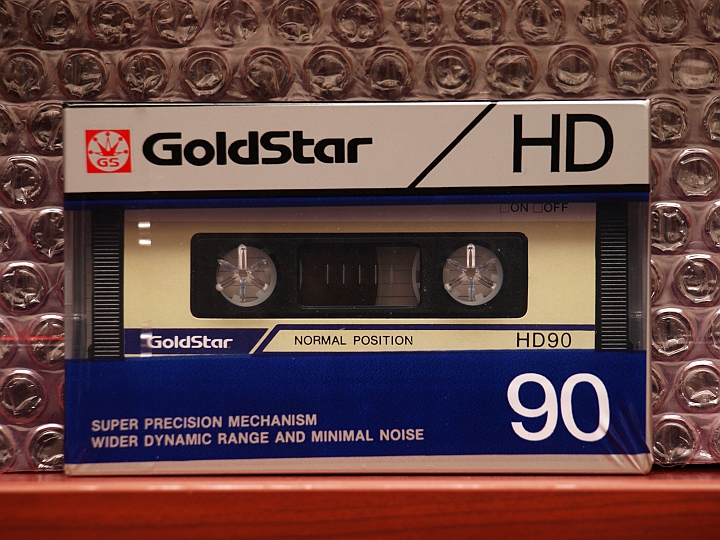 GS GoldStar / HD
□ON □OFF
GoldStar / NORMAL POSITION HD90
90
SUPER PRECISION MECHANISM
WIDER DYNAMIC RANGE AND MINIMAL NOISE